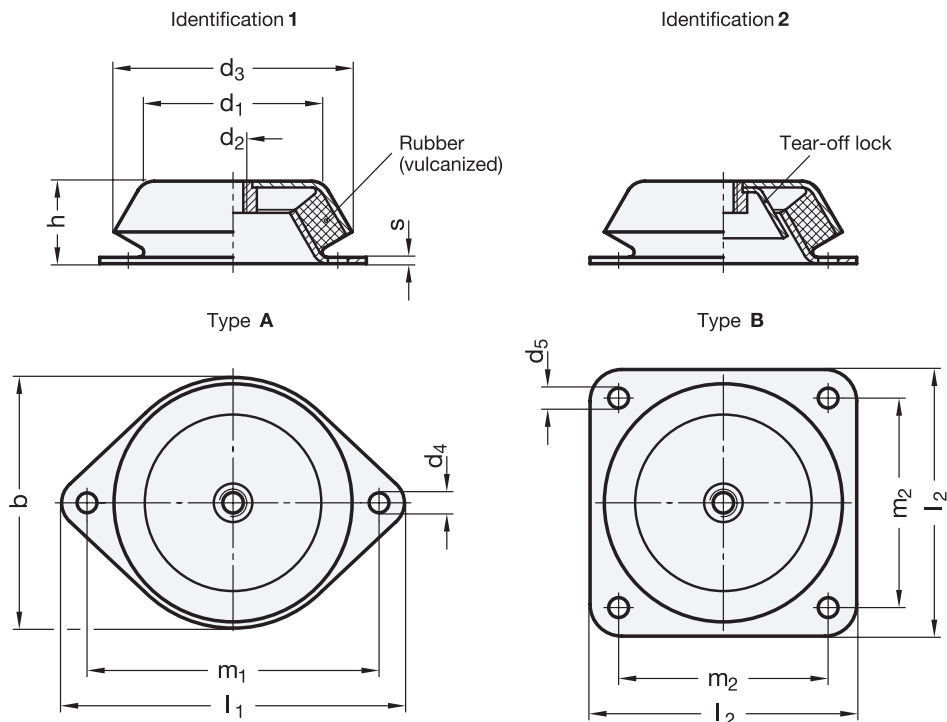 Identification 1
Identification 2
d3
d1
d2
Rubber
(vulcanized)
Tear-off lock
h
s
Type A
Type B
d5
b
d4
m2
l2
m1
l1
m2
l2